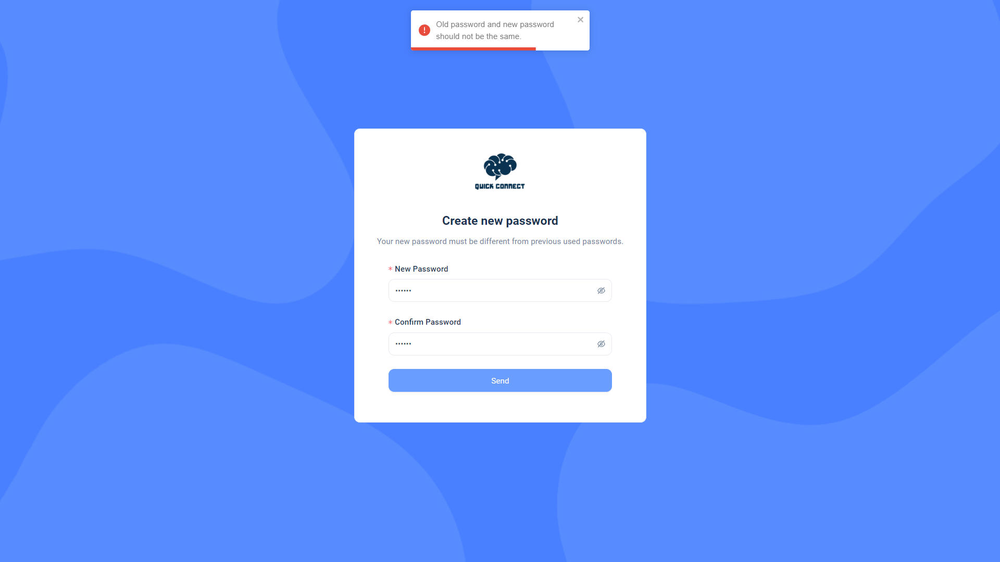 Old password and new password
should not be the same.
QUICK CONNECT
Create new password
Your new password must be different from previous used passwords.
* New Password
••••••
* Confirm Password
••••••
Send